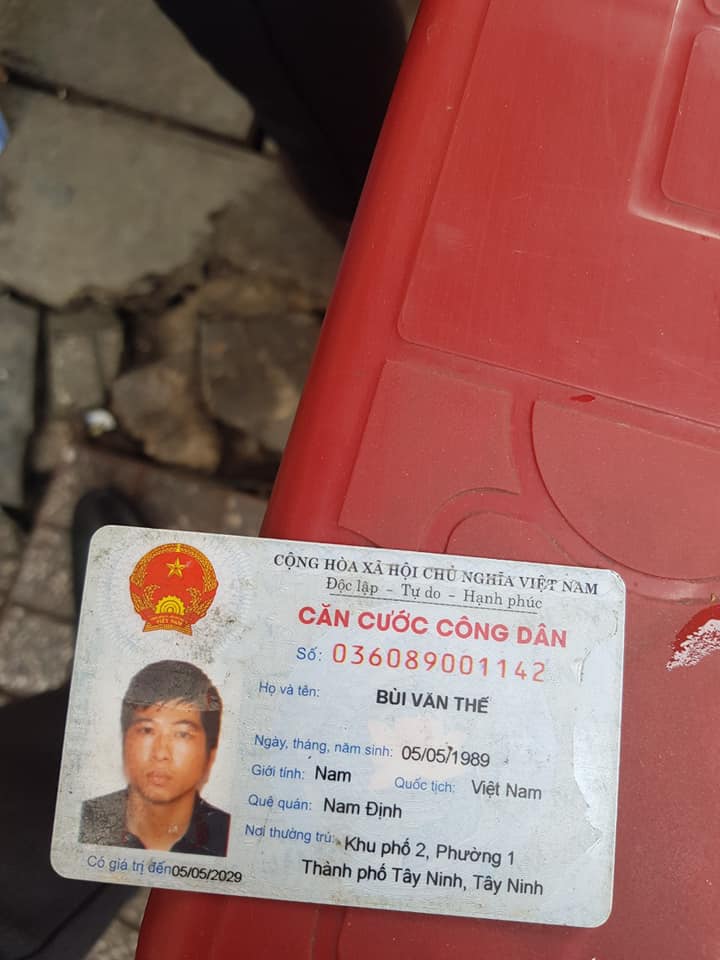 CỘNG HÒA XÃ HỘI CHỦ NGHĨA VIỆT NAM
Độc lập - Tự do - Hạnh phúc
CĂN CƯỚC CÔNG DÂN
Số: 036089001142
Họ và tên: BÙI VĂN THẾ
Ngày, tháng, năm sinh: 05/05/1989
Giới tính: Nam Quốc tịch: Việt Nam
Quê quán: Nam Định
Nơi thường trú: Khu phố 2, Phường 1
Thành phố Tây Ninh, Tây Ninh
Có giá trị đến 05/05/2029